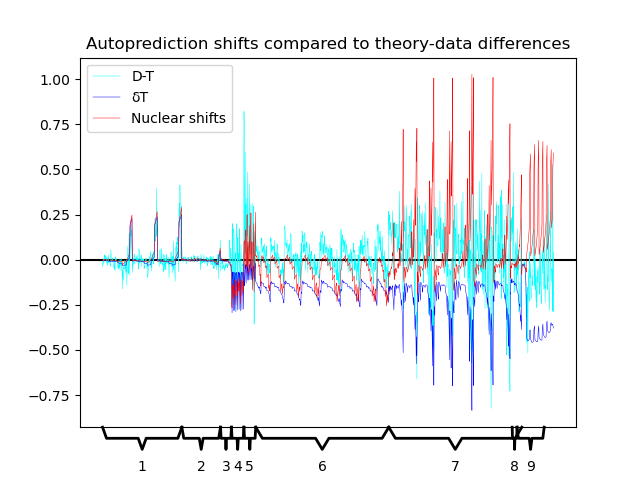 Autoprediction shifts compared to theory-data differences
D-T
δT
Nuclear shifts
1.00
0.75
0.50
0.25
0.00
−0.25
−0.50
−0.75
1 2 3 4 5 6 7 8 9